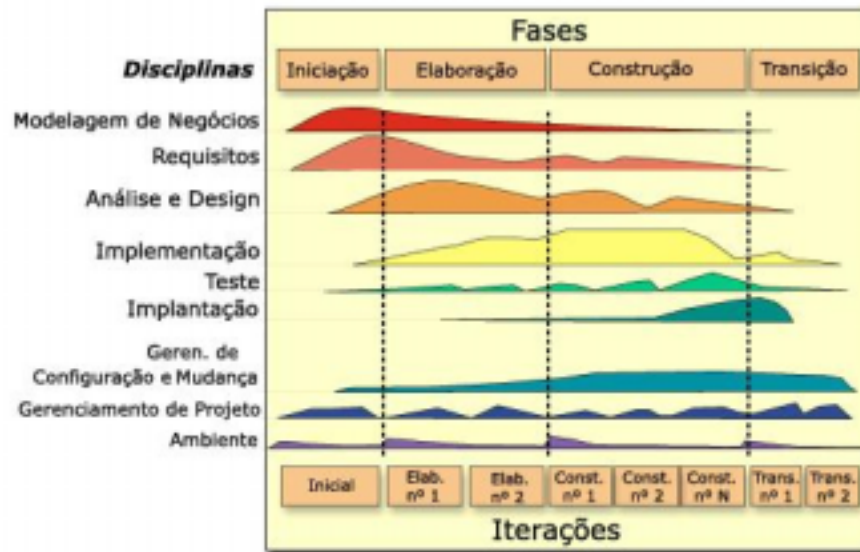 Fases
Disciplinas
Iniciação Elaboração Construção Transição
Modelagem de Negócios
Requisitos
Análise e Design
Implementação
Teste
Implantação
Geren. de
Configuração e Mudança
Gerenciamento de Projeto
Ambiente
Inicial Elab. nº 1 Elab. nº 2 Const. nº 1 Const. nº 2 Const. nº N Trans. nº 1 Trans. nº 2
Iterações